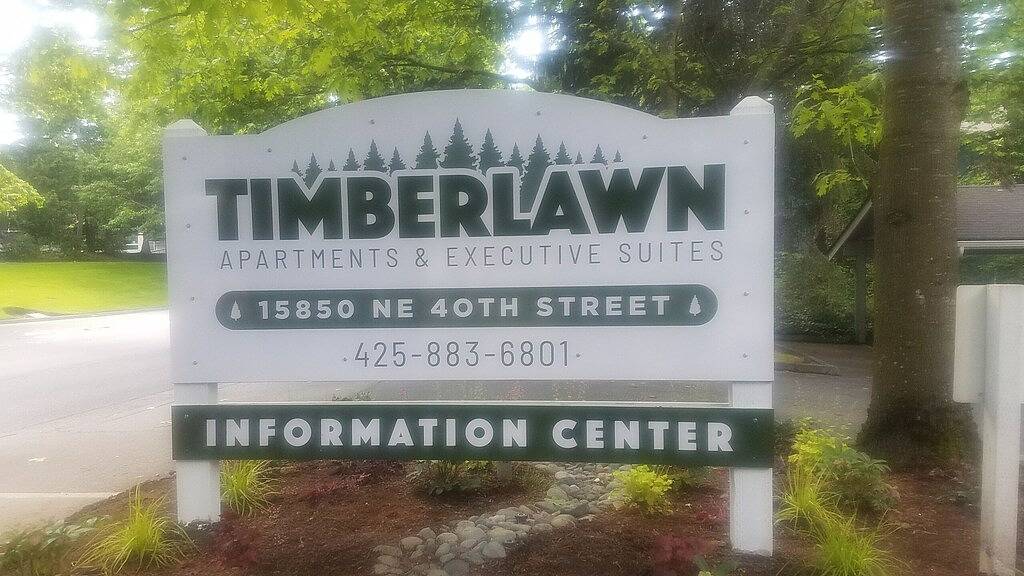 TIMBERLAWN
APARTMENTS & EXECUTIVE SUITES
15850 NE 40TH STREET
425-883-6801
INFORMATION CENTER